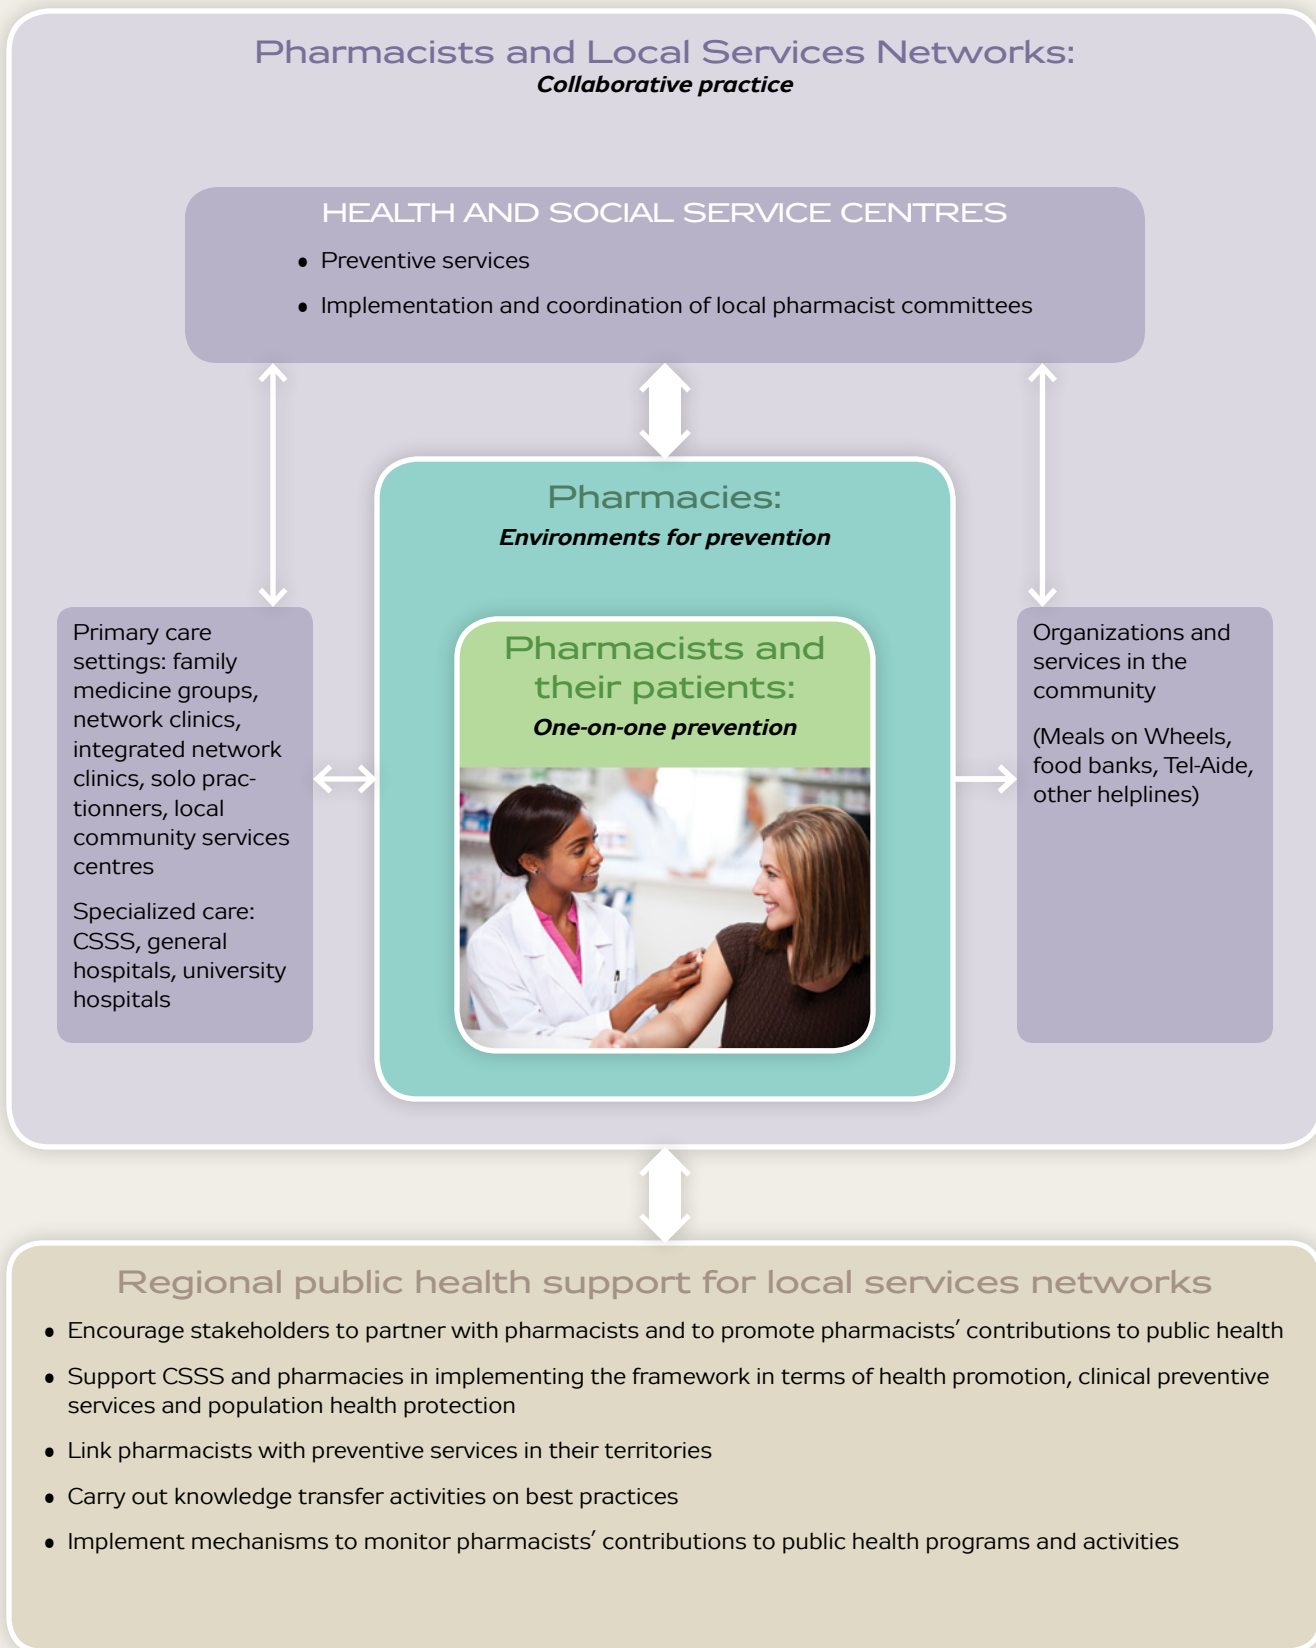 Pharmacists and Local Services Networks:
Collaborative practice
HEALTH AND SOCIAL SERVICE CENTRES
• Preventive services
• Implementation and coordination of local pharmacist committees
Pharmacies:
Environments for prevention
Pharmacists and
their patients:
One-on-one prevention
Primary care
settings: family
medicine groups,
network clinics,
integrated network
clinics, solo prac-
tionners, local
community services
centres
Specialized care:
CSSS, general
hospitals, university
hospitals
Organizations and
services in the
community
(Meals on Wheels,
food banks, Tel-Aide,
other helplines)
Regional public health support for local services networks
• Encourage stakeholders to partner with pharmacists and to promote pharmacists’ contributions to public health
• Support CSSS and pharmacies in implementing the framework in terms of health promotion, clinical preventive
services and population health protection
• Link pharmacists with preventive services in their territories
• Carry out knowledge transfer activities on best practices
• Implement mechanisms to monitor pharmacists’ contributions to public health programs and activities